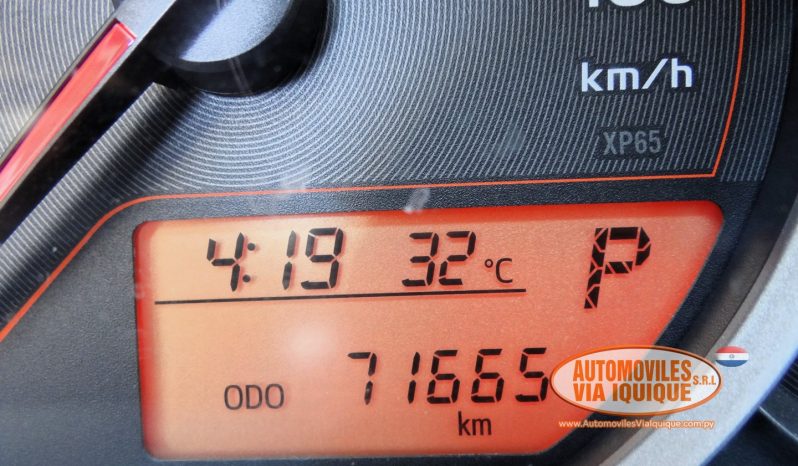 km/h
XP65
4:19 32 °C P
ODO 71665
km
AUTOMOVILES
VIA IQUIQUE S.R.L
www.AutomovilesViaIquique.com.py